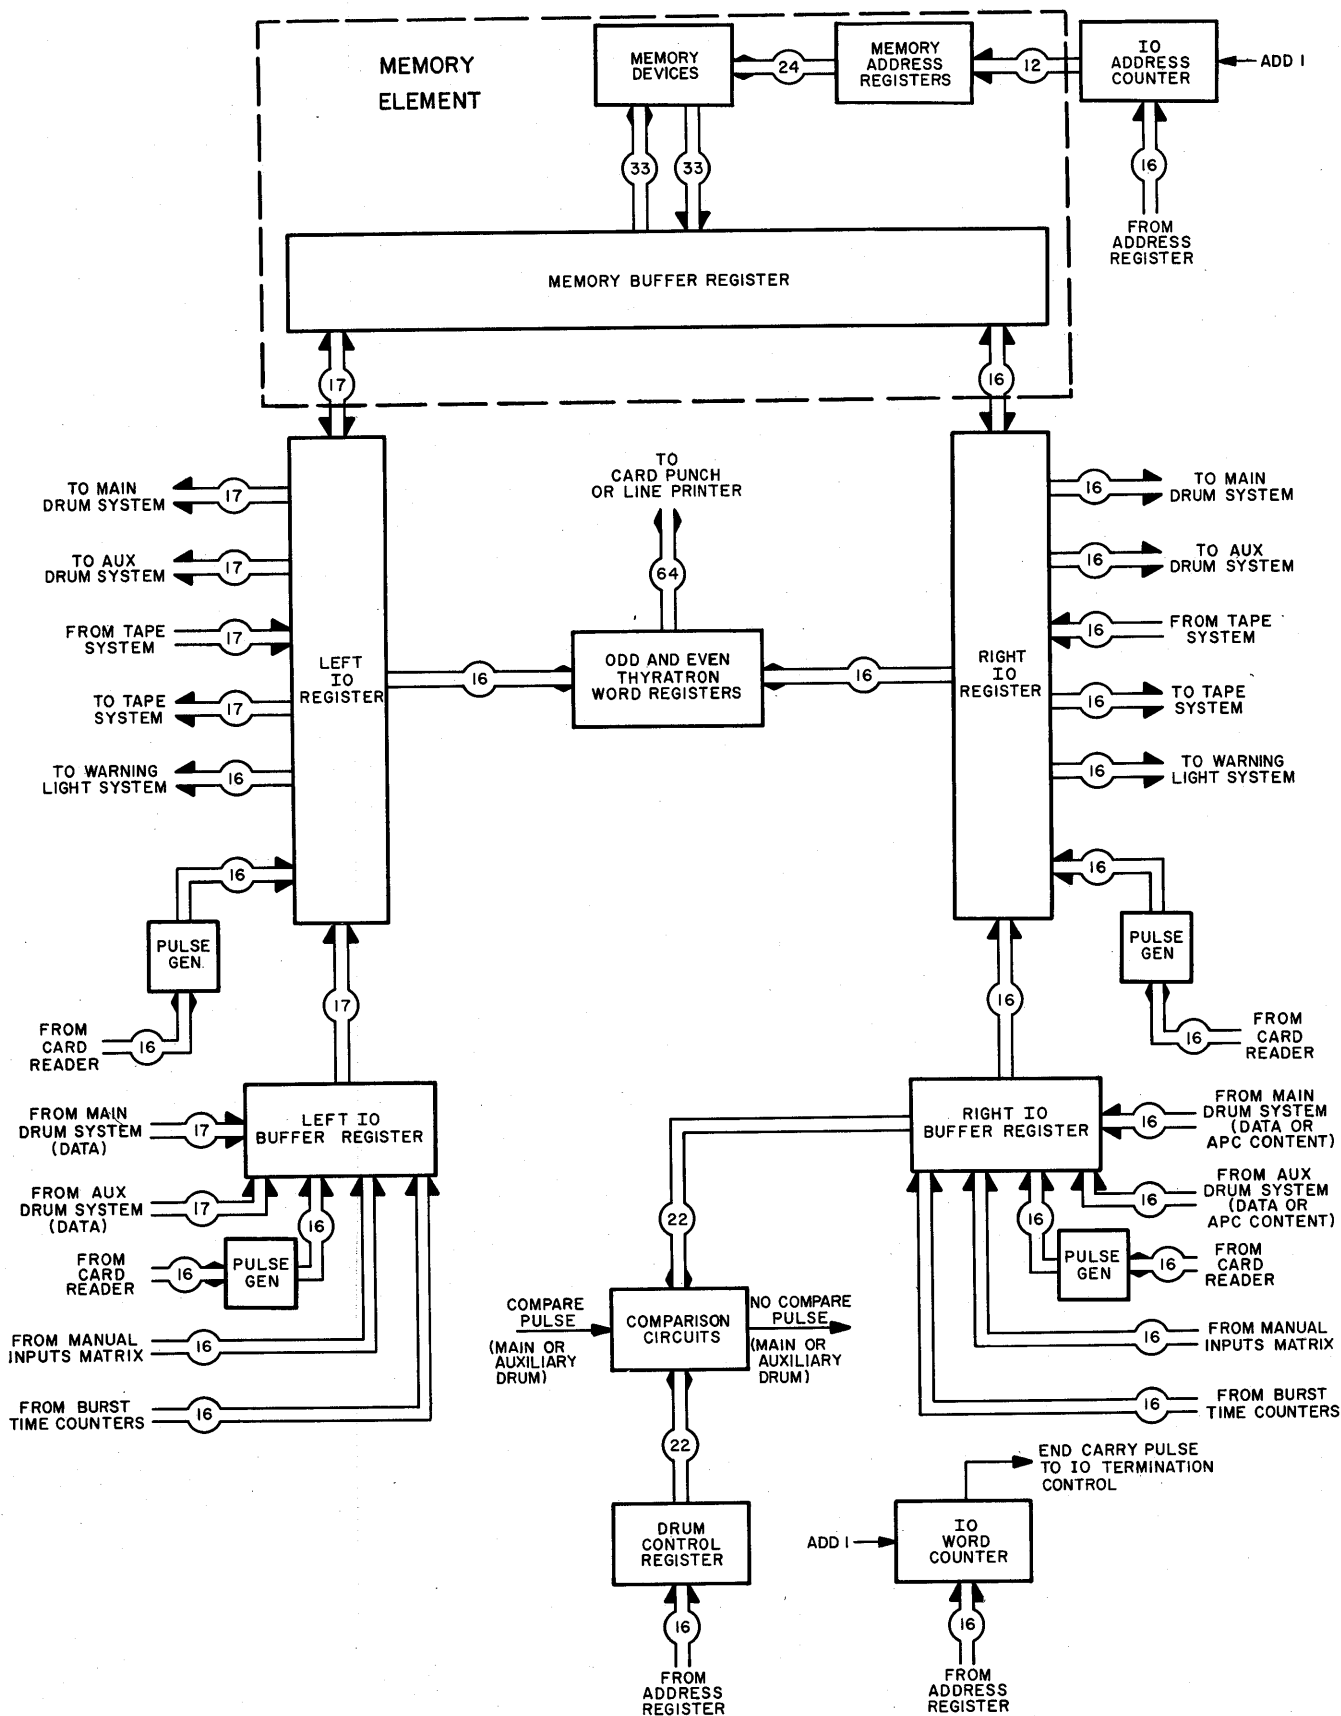 MEMORY
ELEMENT
MEMORY
DEVICES
24
MEMORY
ADDRESS
REGISTERS
12
IO
ADDRESS
COUNTER
ADD 1
33
33
16
FROM
ADDRESS
REGISTER
MEMORY BUFFER REGISTER
17
16
TO MAIN
DRUM SYSTEM
17
TO AUX
DRUM SYSTEM
17
FROM TAPE
SYSTEM
17
TO TAPE
SYSTEM
17
TO WARNING
LIGHT SYSTEM
16
LEFT
IO
REGISTER
TO
CARD PUNCH
OR LINE PRINTER
64
16
ODD AND EVEN
THYRATRON
WORD REGISTERS
16
RIGHT
IO
REGISTER
16
TO MAIN
DRUM SYSTEM
16
TO AUX
DRUM SYSTEM
16
FROM TAPE
SYSTEM
16
TO TAPE
SYSTEM
16
TO WARNING
LIGHT SYSTEM
16
PULSE
GEN.
FROM
CARD
READER
16
17
16
16
PULSE
GEN
16
FROM
CARD
READER
FROM MAIN
DRUM SYSTEM
(DATA)
17
LEFT IO
BUFFER REGISTER
FROM AUX
DRUM SYSTEM
(DATA)
17
16
FROM
CARD
READER
16
PULSE
GEN
FROM MANUAL
INPUTS MATRIX
16
FROM BURST
TIME COUNTERS
16
RIGHT IO
BUFFER REGISTER
16
FROM MAIN
DRUM SYSTEM
(DATA OR
APC CONTENT)
16
FROM AUX
DRUM SYSTEM
(DATA OR
APC CONTENT)
16
PULSE
GEN
16
FROM
CARD
READER
16
FROM MANUAL
INPUTS MATRIX
16
FROM BURST
TIME COUNTERS
22
COMPARE
PULSE
(MAIN OR
AUXILIARY
DRUM)
COMPARISON
CIRCUITS
NO COMPARE
PULSE
(MAIN OR
AUXILIARY
DRUM)
22
DRUM
CONTROL
REGISTER
16
FROM
ADDRESS
REGISTER
END CARRY PULSE
TO IO TERMINATION
CONTROL
ADD 1
IO
WORD
COUNTER
16
FROM
ADDRESS
REGISTER